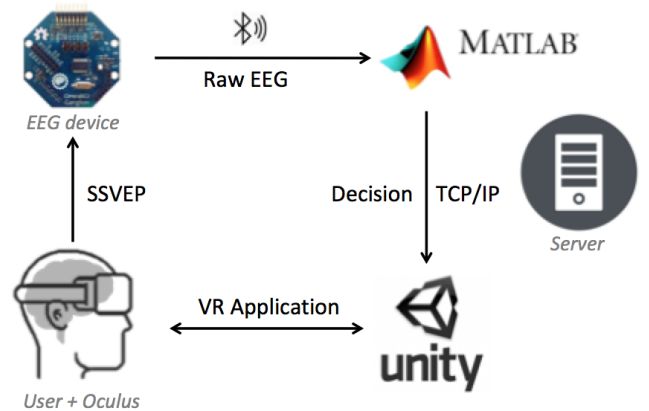 MATLAB
Raw EEG
EEG device
SSVEP
Decision
TCP/IP
Server
VR Application
unity
User + Oculus